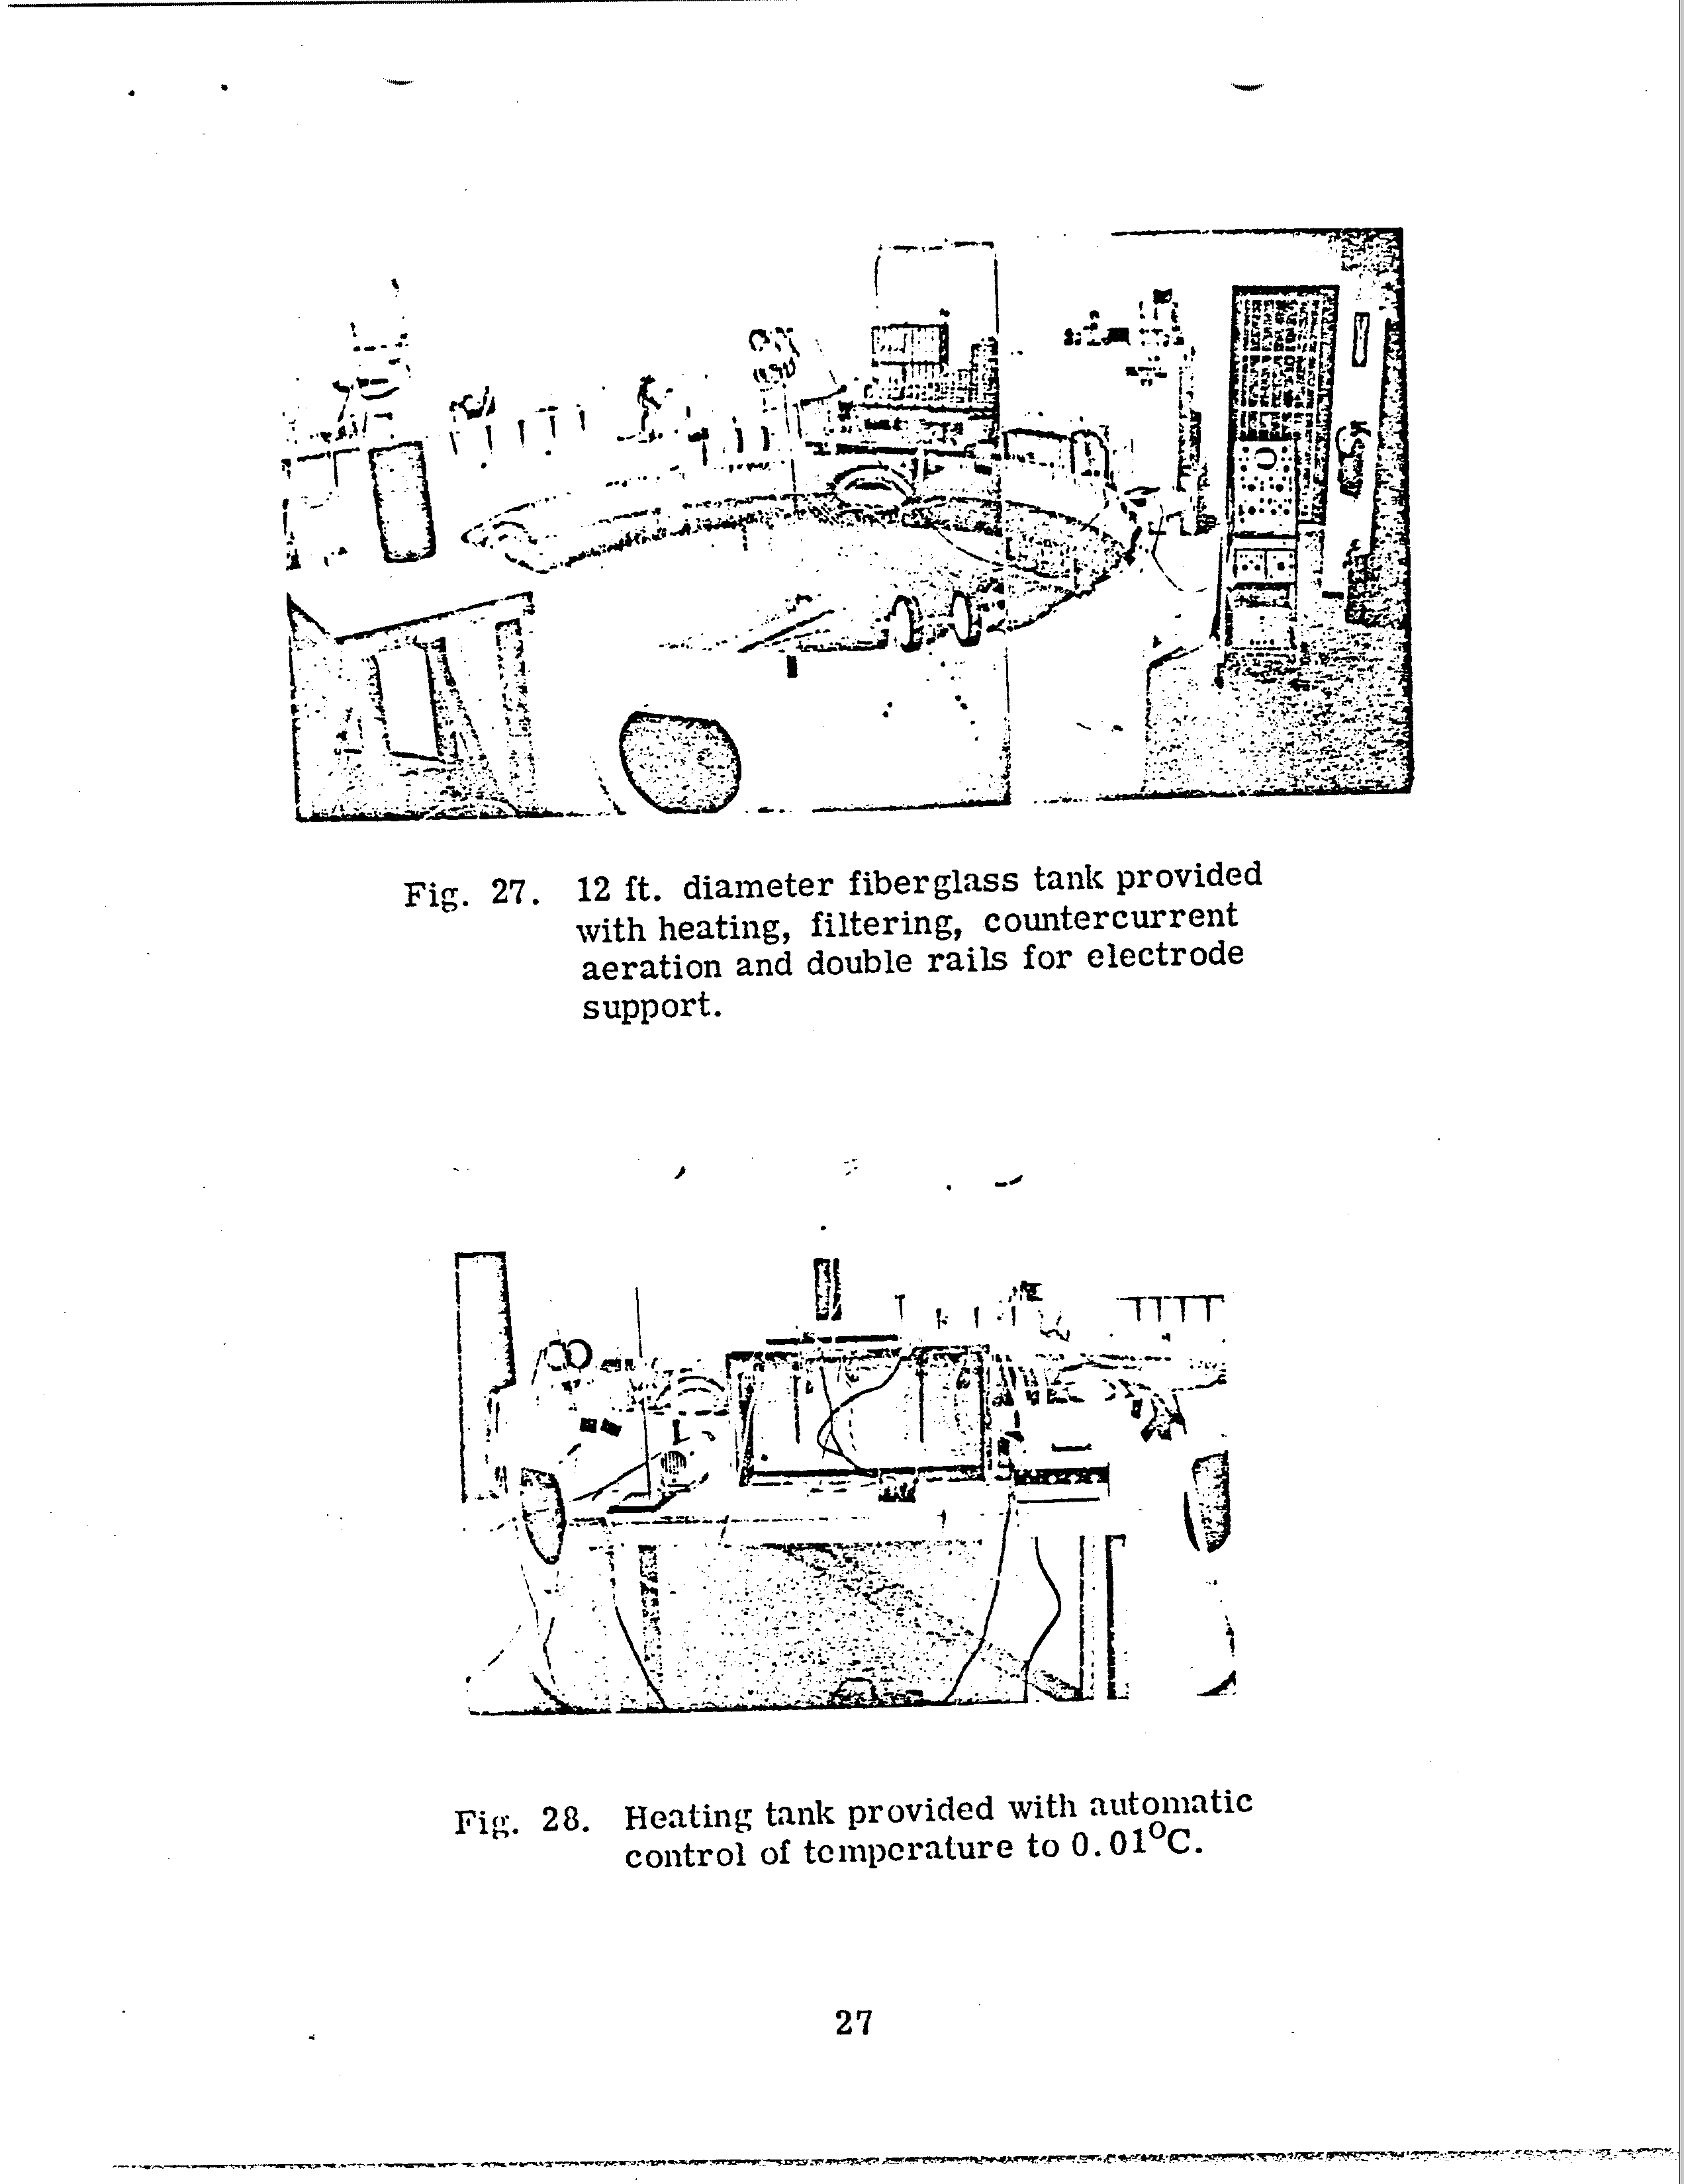 Fig. 27. 12 ft. diameter fiberglass tank provided
with heating, filtering, countercurrent
aeration and double rails for electrode
support.
Fig. 28. Heating tank provided with automatic
control of temperature to 0.01°C.
27